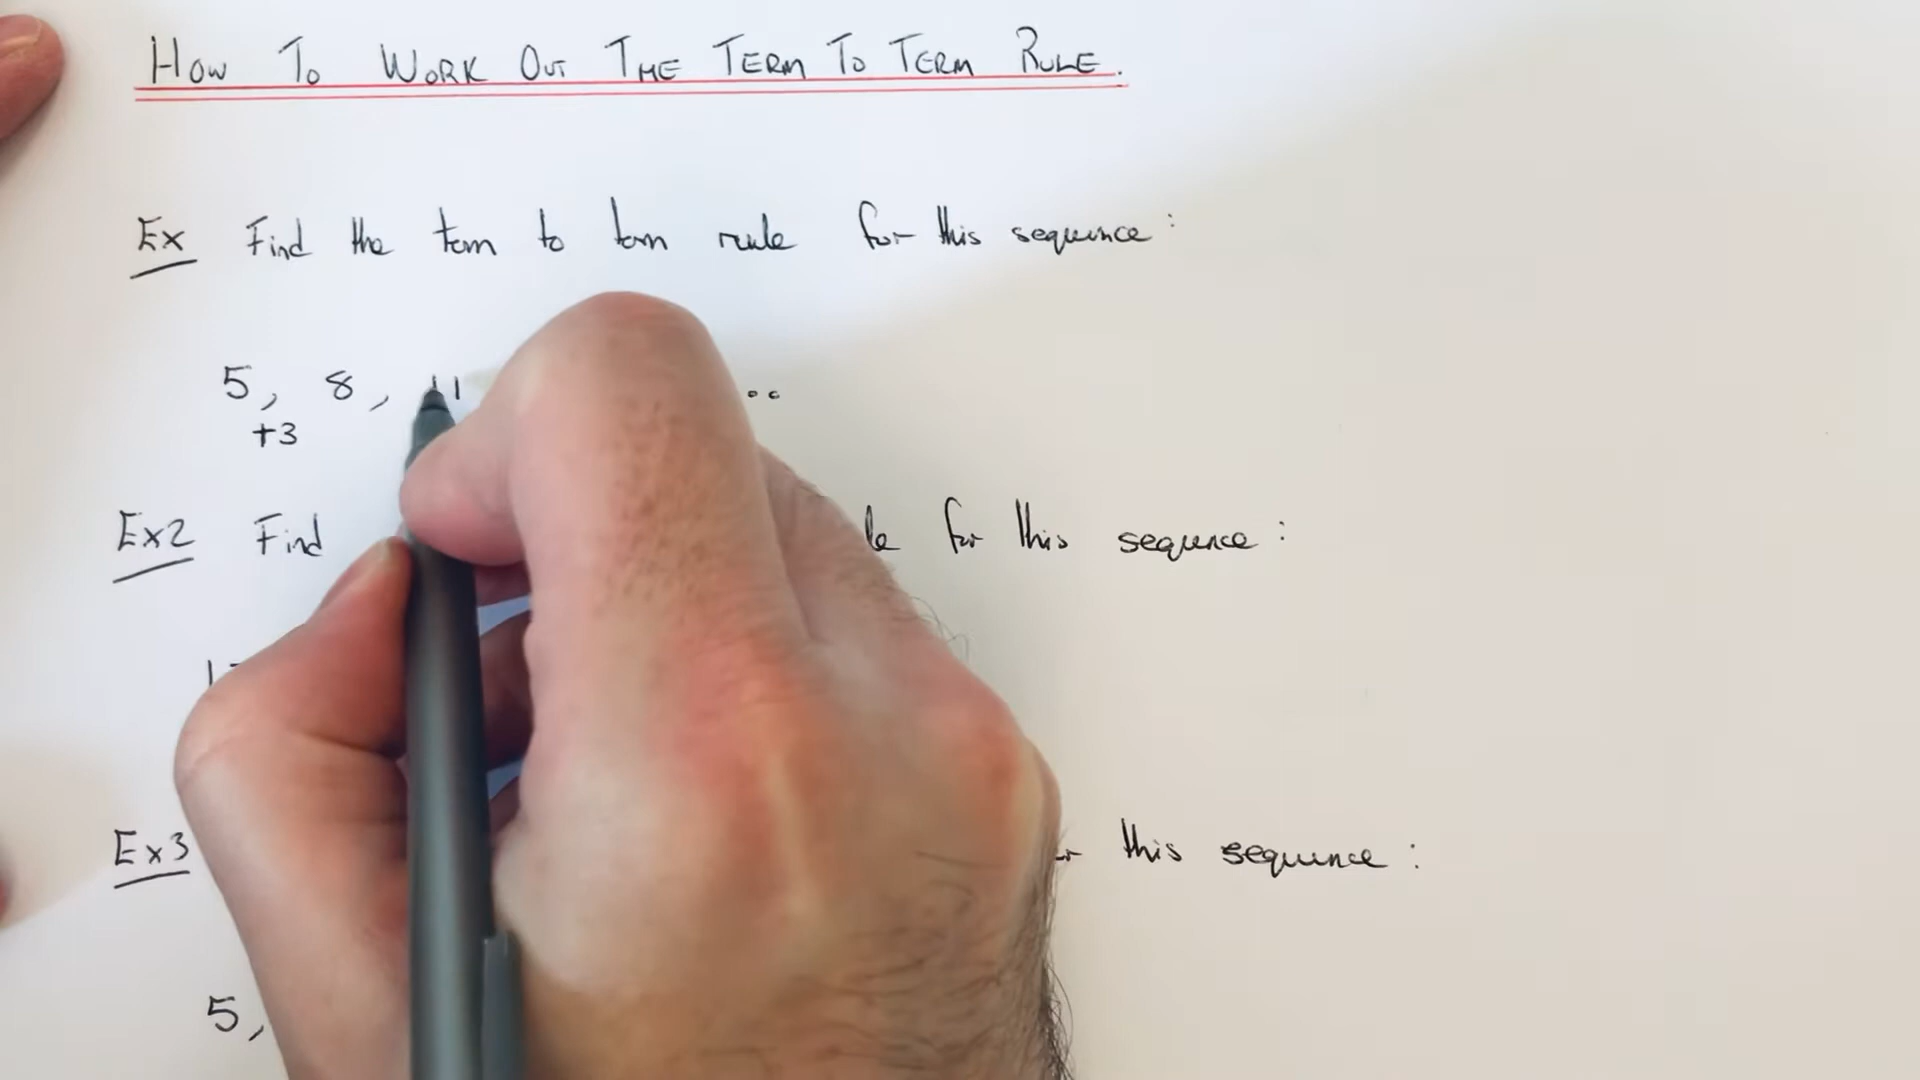 HOW TO WORK OUT THE TERM TO TERM RULE.
Ex Find the term to term rule for this sequence:
5, 8, 11 ..
+3
Ex2 Find for this sequence:
Ex3 this sequence:
5,